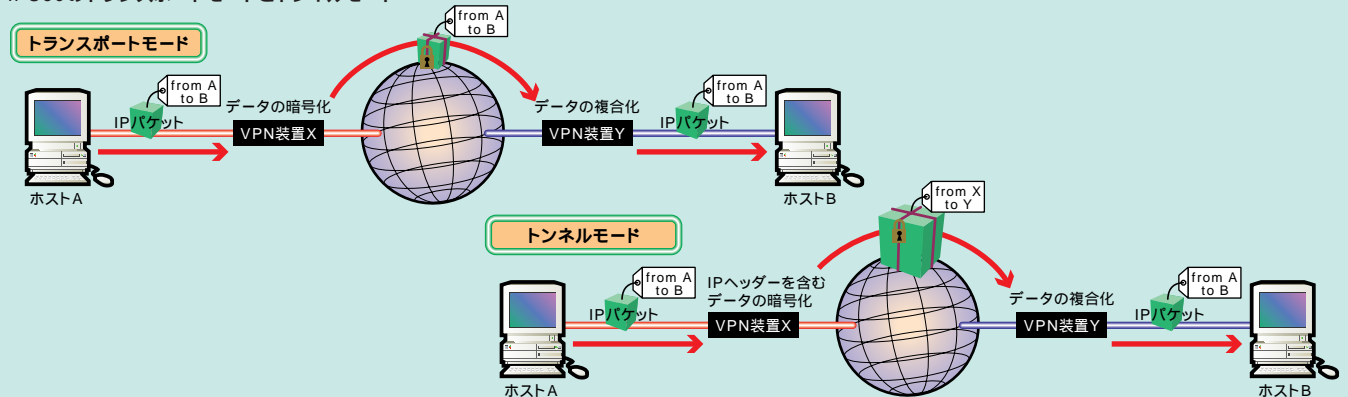 トランスポートモード
from A
to B
from A
to B
IPパケット
データの暗号化
VPN装置X
データの複合化
VPN装置Y
from A
to B
IPパケット
ホストA
ホストB
トンネルモード
from X
to Y
from A
to B
IPパケット
IPヘッダーを含む
データの暗号化
VPN装置X
データの複合化
VPN装置Y
from A
to B
IPパケット
ホストA
ホストB